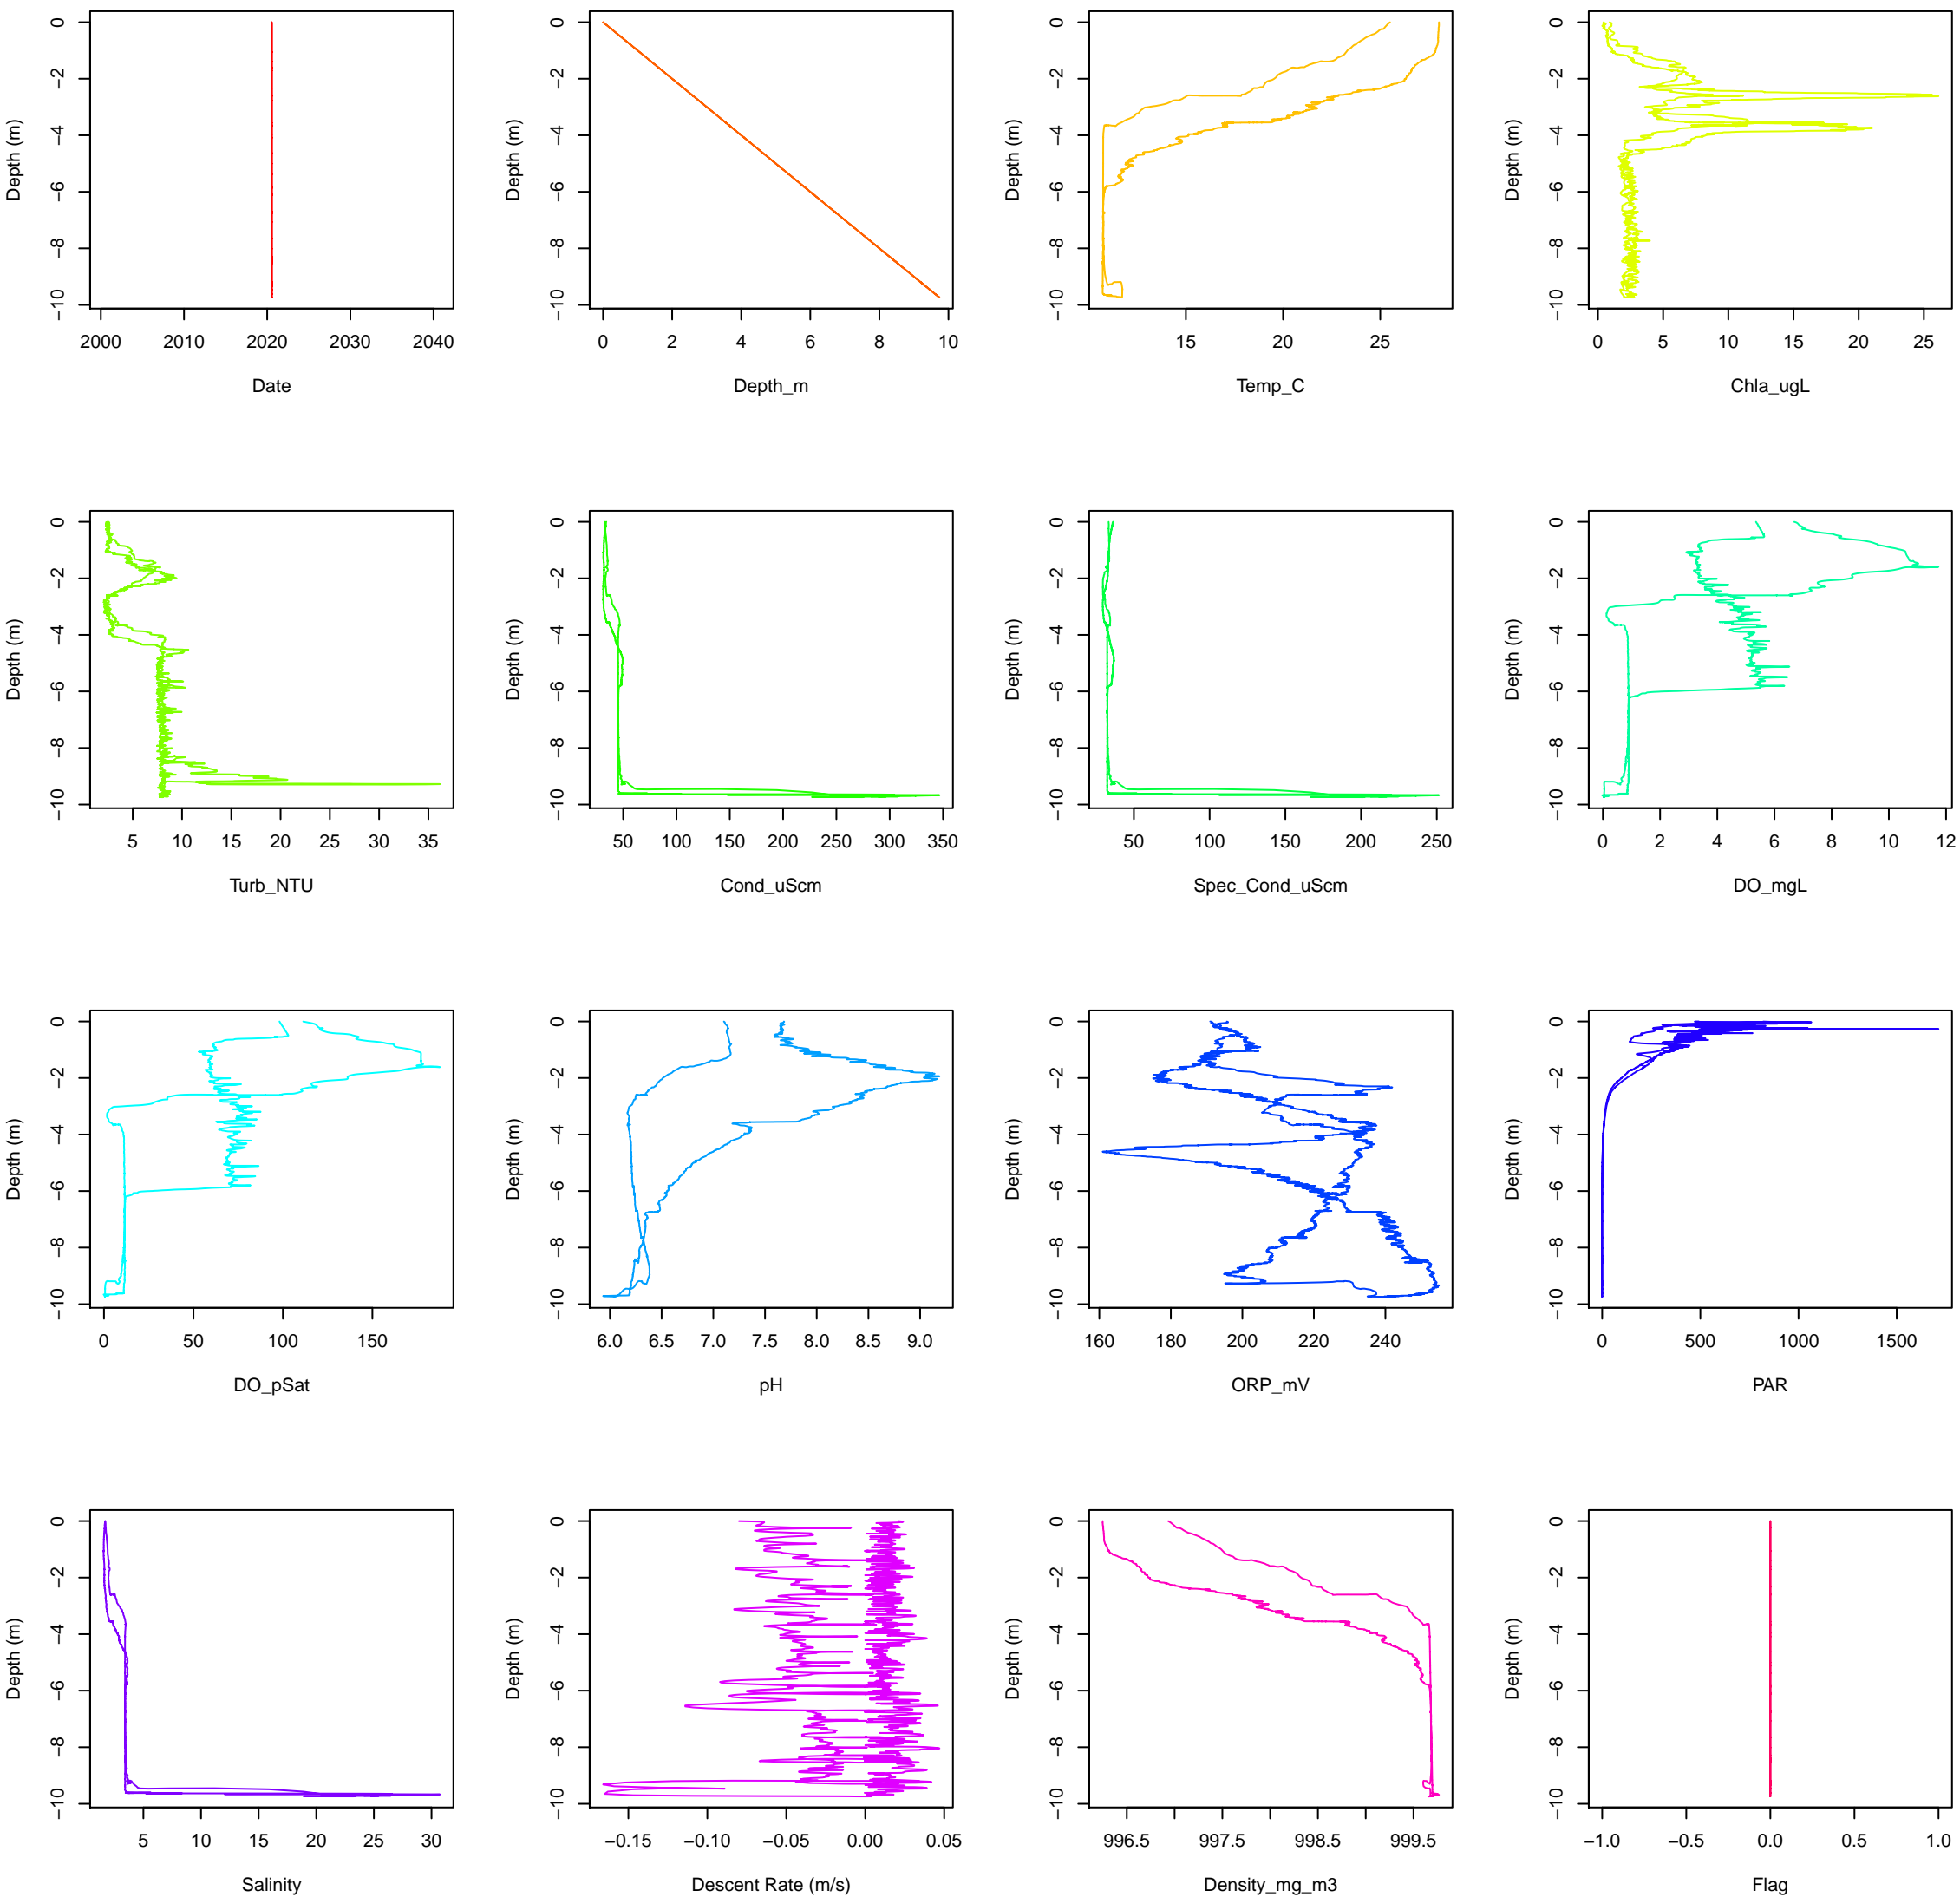 Depth (m)
0 −2 −4 −6 −8 −10
2000 2010 2020 2030 2040
Date
Depth (m)
0 −2 −4 −6 −8 −10
0 2 4 6 8 10
Depth_m
Depth (m)
0 −2 −4 −6 −8 −10
15 20 25
Temp_C
Depth (m)
0 −2 −4 −6 −8 −10
0 5 10 15 20 25
Chla_ugL
Depth (m)
0 −2 −4 −6 −8 −10
5 10 15 20 25 30 35
Turb_NTU
Depth (m)
0 −2 −4 −6 −8 −10
50 100 150 200 250 300 350
Cond_uScm
Depth (m)
0 −2 −4 −6 −8 −10
50 100 150 200 250
Spec_Cond_uScm
Depth (m)
0 −2 −4 −6 −8 −10
0 2 4 6 8 10 12
DO_mgL
Depth (m)
0 −2 −4 −6 −8 −10
0 50 100 150
DO_pSat
Depth (m)
0 −2 −4 −6 −8 −10
6.0 6.5 7.0 7.5 8.0 8.5 9.0
pH
Depth (m)
0 −2 −4 −6 −8 −10
160 180 200 220 240
ORP_mV
Depth (m)
0 −2 −4 −6 −8 −10
0 500 1000 1500
PAR
Depth (m)
0 −2 −4 −6 −8 −10
5 10 15 20 25 30
Salinity
Depth (m)
0 −2 −4 −6 −8 −10
−0.15 −0.10 −0.05 0.00 0.05
Descent Rate (m/s)
Depth (m)
0 −2 −4 −6 −8 −10
996.5 997.5 998.5 999.5
Density_mg_m3
Depth (m)
0 −2 −4 −6 −8 −10
−1.0 −0.5 0.0 0.5 1.0
Flag